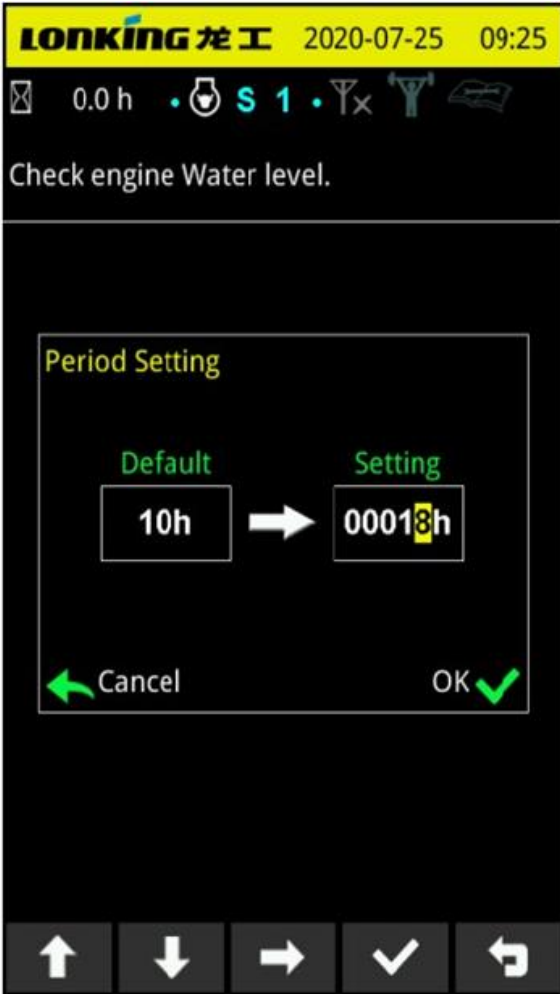 LONKING 龙工 2020-07-25 09:25
0.0 h S 1
Check engine Water level.
Period Setting
Default Setting
10h 00018h
Cancel OK